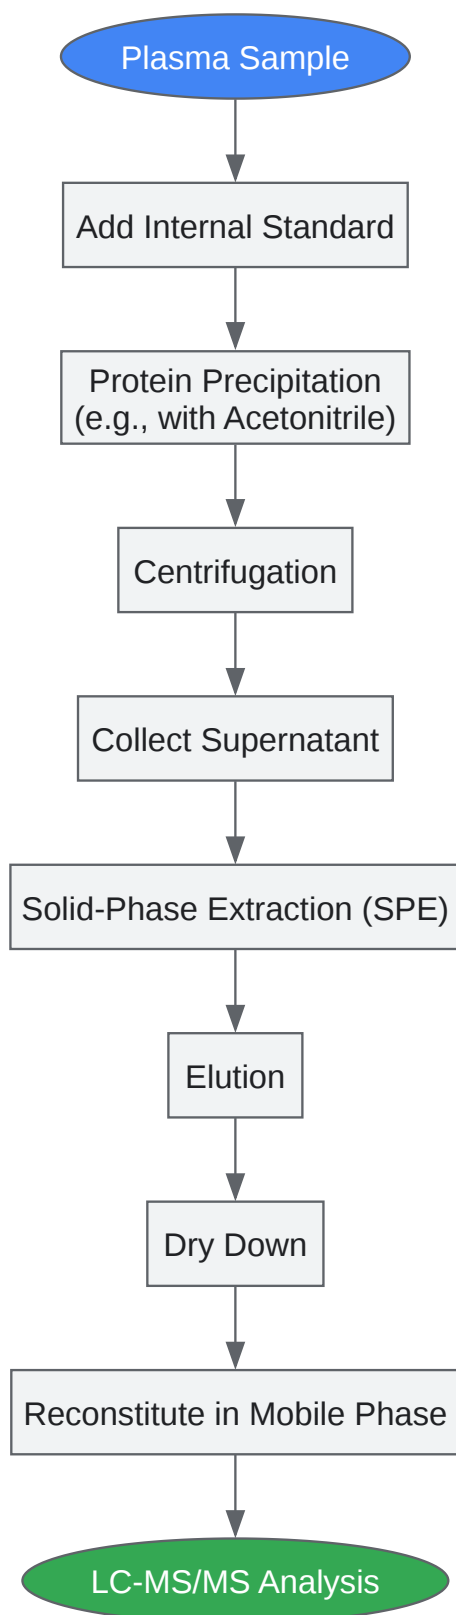 Plasma Sample
Add Internal Standard
Protein Precipitation
(e.g., with Acetonitrile)
Centrifugation
Collect Supernatant
Solid-Phase Extraction (SPE)
Elution
Dry Down
Reconstitute in Mobile Phase
LC-MS/MS Analysis